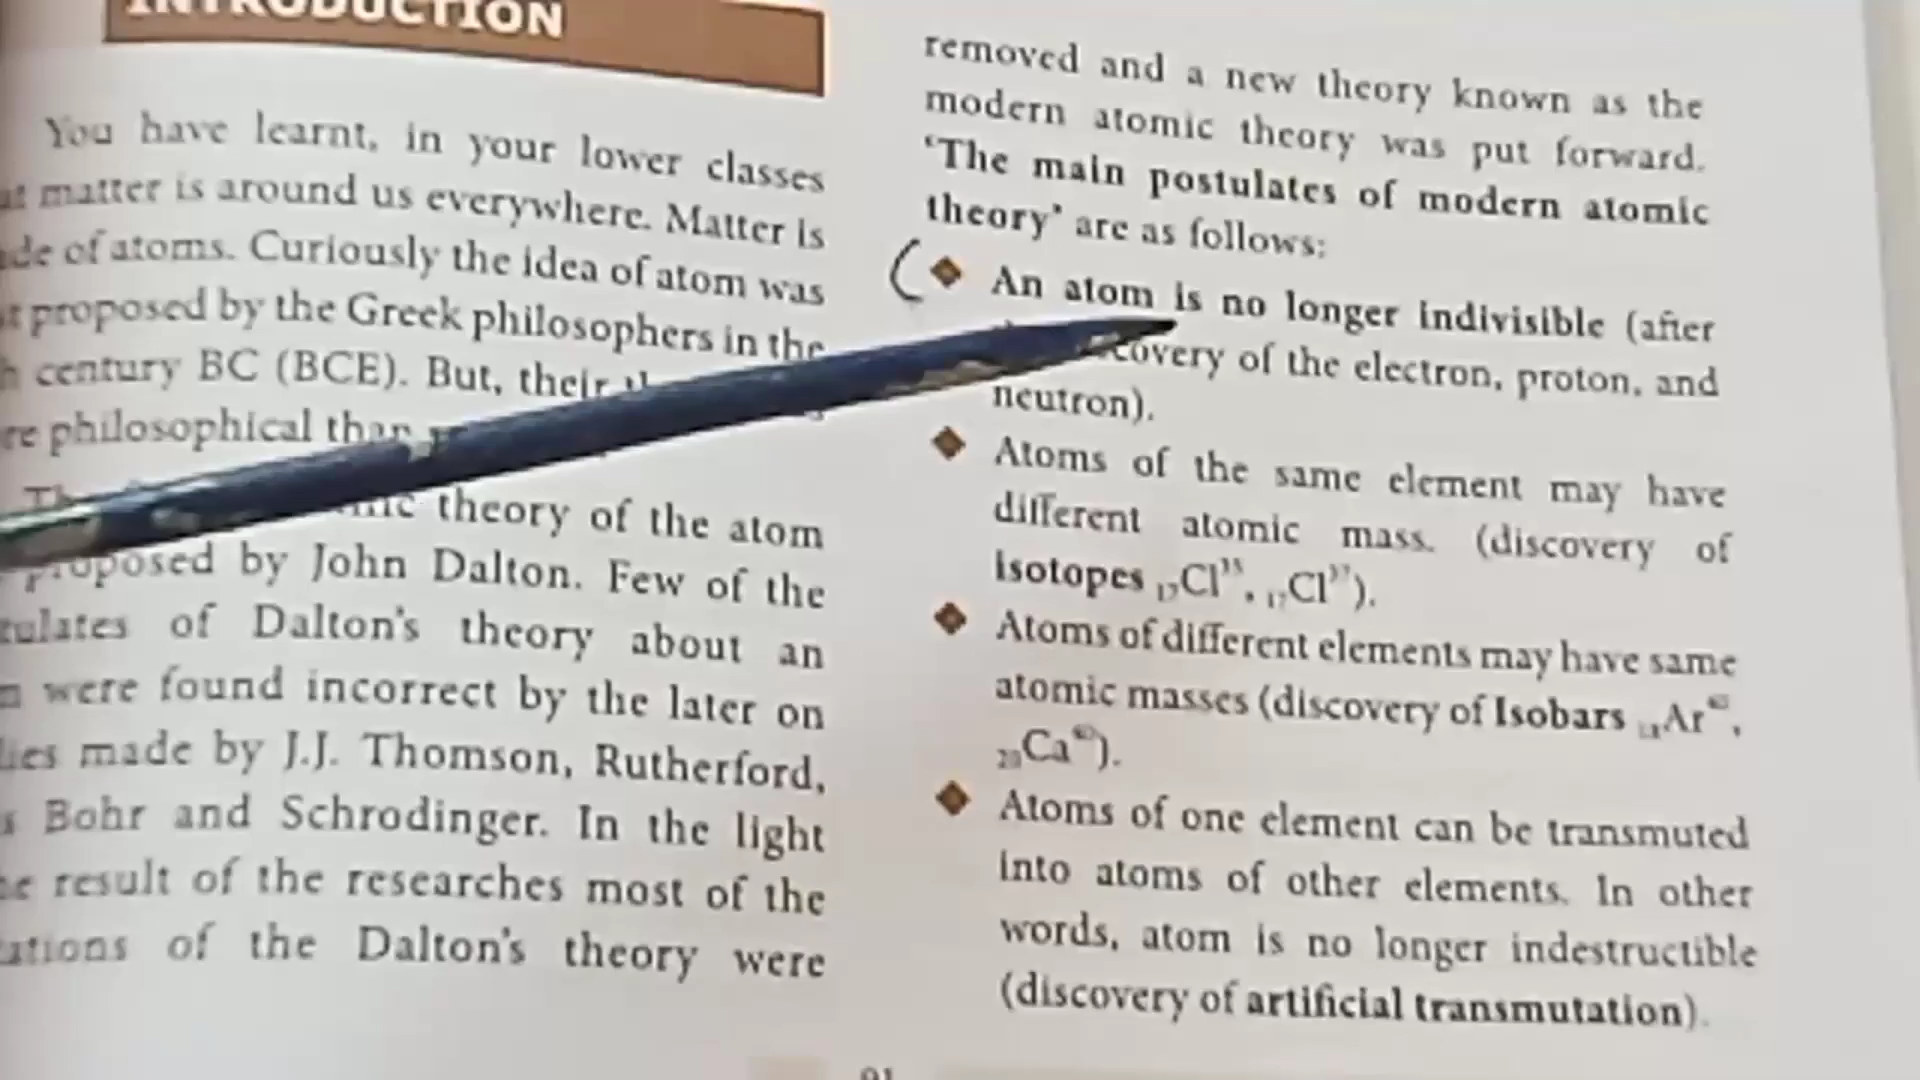 INTRODUCTION
You have learnt, in your lower classes
matter is around us everywhere. Matter is
of atoms. Curiously the idea of atom was
proposed by the Greek philosophers in the
century BC (BCE). But, their
philosophical than
theory of the atom
proposed by John Dalton. Few of the
of Dalton's theory about an
were found incorrect by the later on
made by J.J. Thomson, Rutherford,
Bohr and Schrodinger. In the light
result of the researches most of the
of the Dalton's theory were
removed and a new theory known as the
modern atomic theory was put forward.
‘The main postulates of modern atomic
theory’ are as follows:
An atom is no longer indivisible (after
of the electron, proton, and
neutron).
Atoms of the same element may have
different atomic mass. (discovery of
Isotopes ₁₇Cl³⁵, ₁₇Cl³⁷).
Atoms of different elements may have same
atomic masses (discovery of Isobars ₁₈Ar⁴⁰,
₂₀Ca⁴⁰).
Atoms of one element can be transmuted
into atoms of other elements. In other
words, atom is no longer indestructible
(discovery of artificial transmutation).